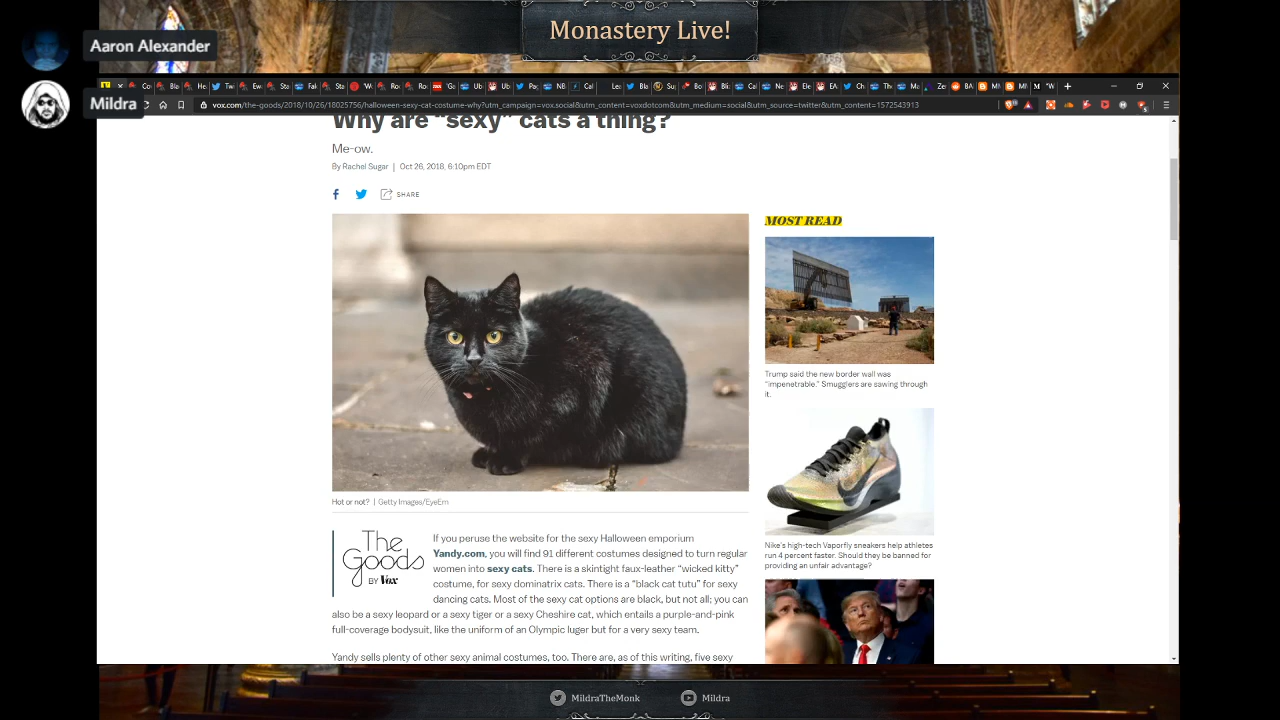 Monastery Live!
Aaron Alexander
Mildra
vox.com/the-goods/2018/10/26/18025756/halloween-sexy-cat-costume-why?utm_campaign=vox.social&utm_content=voxdotcom&utm_medium=social&utm_source=twitter&utm_content=1572543913
Why are "sexy" cats a thing?
Me-ow.
By Rachel Sugar | Oct 26, 2018, 6:10pm EDT
SHARE
Hot or not? | Getty Images/EyeEm
The
Goods
BY Vox
If you peruse the website for the sexy Halloween emporium
Yandy.com, you will find 91 different costumes designed to turn regular
women into sexy cats. There is a skintight faux-leather "wicked kitty"
costume, for sexy dominatrix cats. There is a "black cat tutu" for sexy
dancing cats. Most of the sexy cat options are black, but not all; you can
also be a sexy leopard or a sexy tiger or a sexy Cheshire cat, which entails a purple-and-pink
full-coverage bodysuit, like the uniform of an Olympic luger but for a very sexy team.
Yandy sells plenty of other sexy animal costumes, too. There are, as of this writing, five sexy
MOST READ
Trump said the new border wall was
"impenetrable." Smugglers are sawing through
it.
Nike's high-tech Vaporfly sneakers help athletes
run 4 percent faster. Should they be banned for
providing an unfair advantage?
MildraTheMonk
Mildra